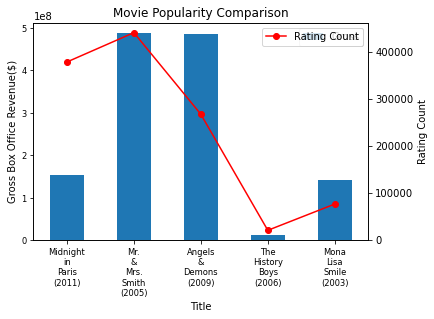 Movie Popularity Comparison
1e8
Rating Count
Gross Box Office Revenue($)
5
4
3
2
1
0
400000
300000
200000
100000
0
Rating Count
Midnight
in
Paris
(2011)
Mr.
&
Mrs.
Smith
(2005)
Angels
&
Demons
(2009)
The
History
Boys
(2006)
Mona
Lisa
Smile
(2003)
Title